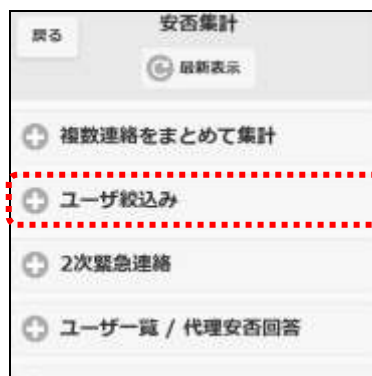 戻る
安否集計
最新表示
複数連絡をまとめて集計
ユーザ絞込み
2次緊急連絡
ユーザ一覧 / 代理安否回答